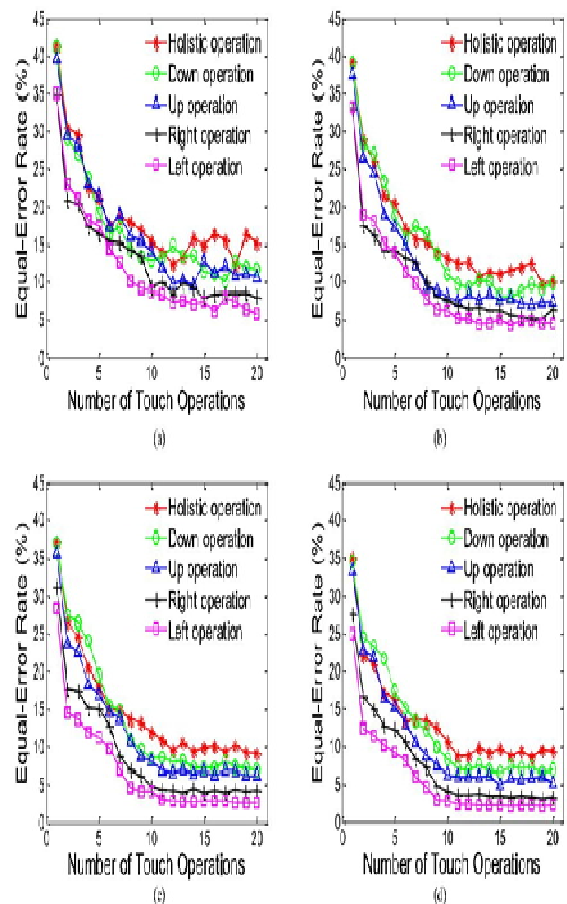 Equal-Error Rate (%)
45
40
35
30
25
20
15
10
5
0
Holistic operation
Down operation
Up operation
Right operation
Left operation
0 5 10 15 20
Number of Touch Operations
(a)
Equal-Error Rate (%)
45
40
35
30
25
20
15
10
5
0
Holistic operation
Down operation
Up operation
Right operation
Left operation
0 5 10 15 20
Number of Touch Operations
(b)
Equal-Error Rate (%)
45
40
35
30
25
20
15
10
5
0
Holistic operation
Down operation
Up operation
Right operation
Left operation
0 5 10 15 20
Number of Touch Operations
(c)
Equal-Error Rate (%)
45
40
35
30
25
20
15
10
5
0
Holistic operation
Down operation
Up operation
Right operation
Left operation
0 5 10 15 20
Number of Touch Operations
(d)